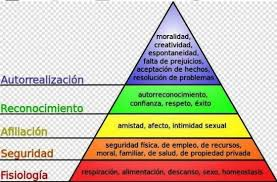 moralidad,
creatividad,
espontaneidad,
falta de prejuicios,
aceptación de hechos,
resolución de problemas
Autorrealización
autorreconocimiento,
confianza, respeto, éxito
Reconocimiento
amistad, afecto, intimidad sexual
Afiliación
seguridad física, de empleo, de recursos,
moral, familiar, de salud, de propiedad privada
Seguridad
respiración, alimentación, descanso, sexo, homeostasis
Fisiología